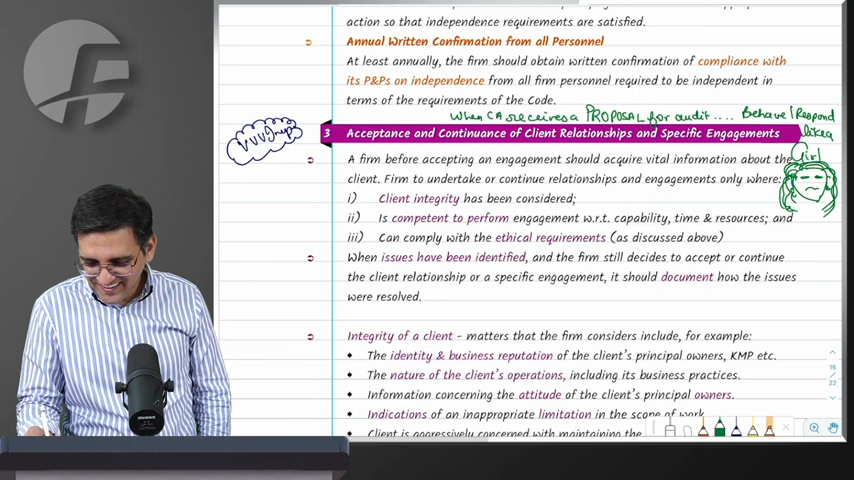 action so that independence requirements are satisfied.
Annual Written Confirmation from all Personnel
At least annually, the firm should obtain written confirmation of compliance with
its P&Ps on independence from all firm personnel required to be independent in
terms of the requirements of the Code.
When CA receives a PROPOSAL for audit.... Behave / Respond
like a
Girl
VVV Imp
3 Acceptance and Continuance of Client Relationships and Specific Engagements
A firm before accepting an engagement should acquire vital information about the
client. Firm to undertake or continue relationships and engagements only where:
i) Client integrity has been considered;
ii) Is competent to perform engagement w.r.t. capability, time & resources; and
iii) Can comply with the ethical requirements (as discussed above)
When issues have been identified, and the firm still decides to accept or continue
the client relationship or a specific engagement, it should document how the issues
were resolved.
Integrity of a client - matters that the firm considers include, for example:
The identity & business reputation of the client's principal owners, KMP etc.
The nature of the client's operations, including its business practices.
Information concerning the attitude of the client's principal owners.
Indications of an inappropriate limitation in the scope of work
Client is aggressively concerned with maintaining the
15
22